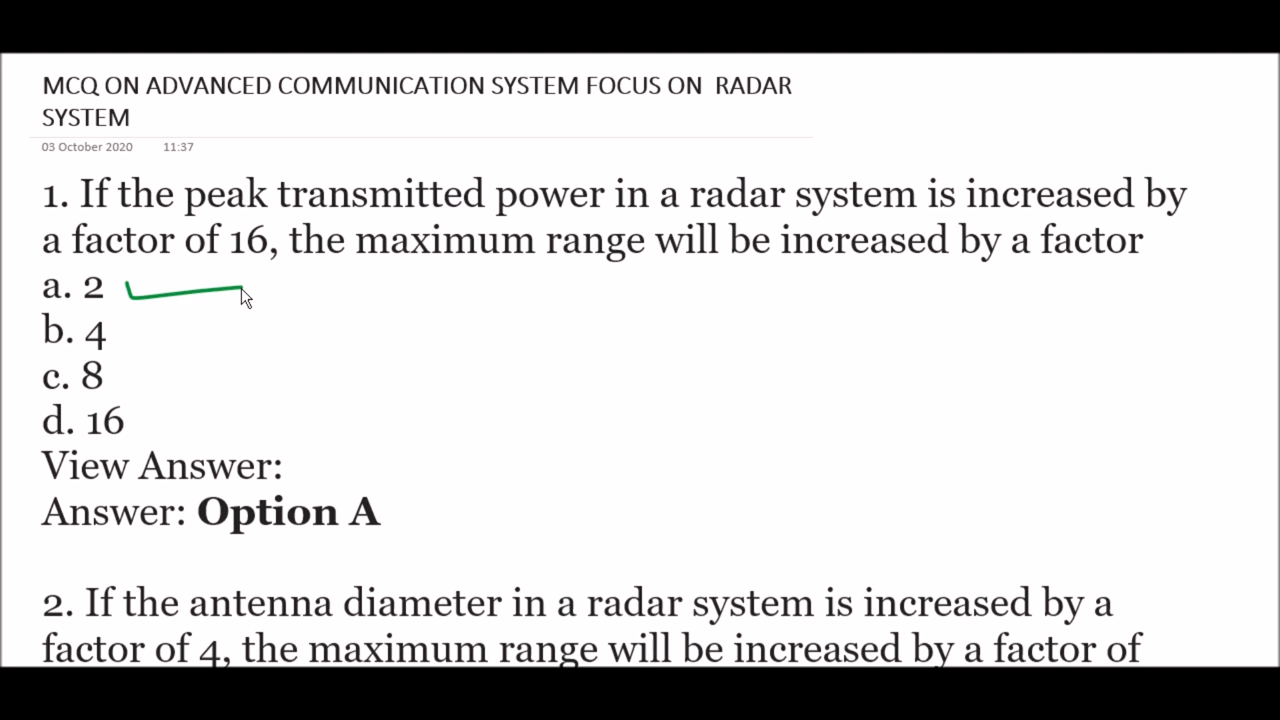 MCQ ON ADVANCED COMMUNICATION SYSTEM FOCUS ON  RADAR
SYSTEM
03 October 2020 11:37
1. If the peak transmitted power in a radar system is increased by
a factor of 16, the maximum range will be increased by a factor
a. 2
b. 4
c. 8
d. 16
View Answer:
Answer: Option A
2. If the antenna diameter in a radar system is increased by a
factor of 4, the maximum range will be increased by a factor of